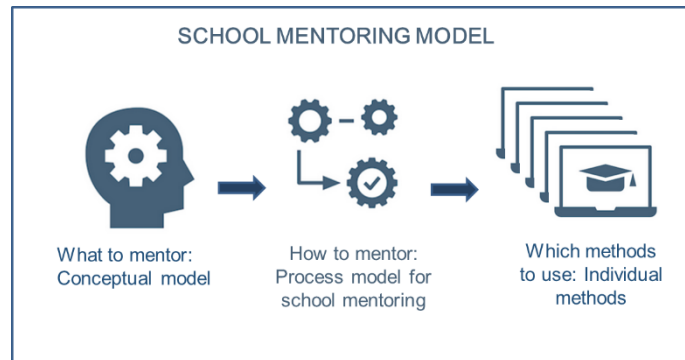 SCHOOL MENTORING MODEL
What to mentor:
Conceptual model
How to mentor:
Process model for
school mentoring
Which methods
to use: Individual
methods